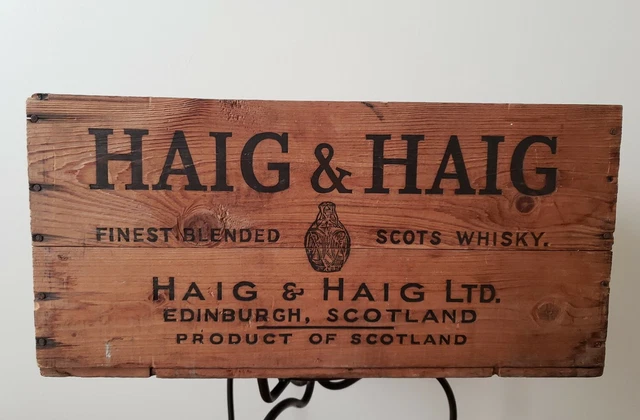 HAIG & HAIG
FINEST BLENDED SCOTS WHISKY.
HAIG & HAIG LTD.
EDINBURGH, SCOTLAND
PRODUCT OF SCOTLAND